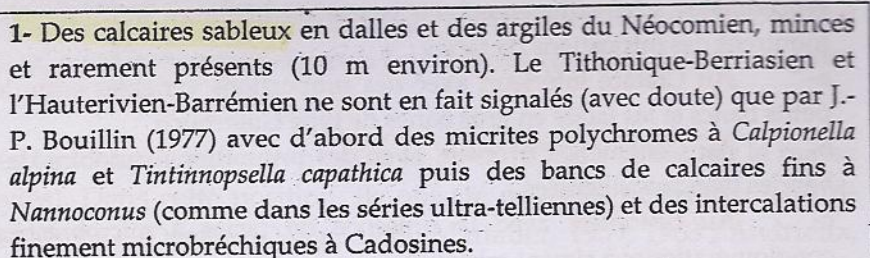 1- Des calcaires sableux en dalles et des argiles du Néocomien, minces
et rarement présents (10 m environ). Le Tithonique-Berriasien et
l'Hauterivien-Barrémien ne sont en fait signalés (avec doute) que par J.-
P. Bouillin (1977) avec d'abord des micrites polychromes à Calpionella
alpina et Tintinnopsella capathica puis des bancs de calcaires fins à
Nannoconus (comme dans les séries ultra-telliennes) et des intercalations
finement microbréchiques à Cadosines.